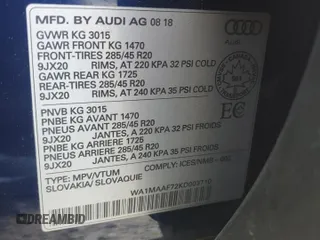 MFD. BY AUDI AG 08 18
GVWR KG 3015
GAWR FRONT KG 1470
FRONT-TIRES 285/45 R20
9JX20 RIMS, AT 220 KPA 32 PSI COLD
GAWR REAR KG 1725
REAR-TIRES 285/45 R20
9JX20 RIMS, AT 240 KPA 35 PSI COLD
PNVB KG 3015
PNBE KG AVANT 1470
PNEUS AVANT 285/45 R20
9JX20 JANTES, A 220 KPA 32 PSI FROIDS
PNBE KG ARRIERE 1725
PNEUS ARRIERE 285/45 R20
9JX20 JANTES, A 240 KPA 35 PSI FROIDS
EC
TYPE: MPV/VTUM
SLOVAKIA/ SLOVAQUIE
COMPLY:
DREAMBID